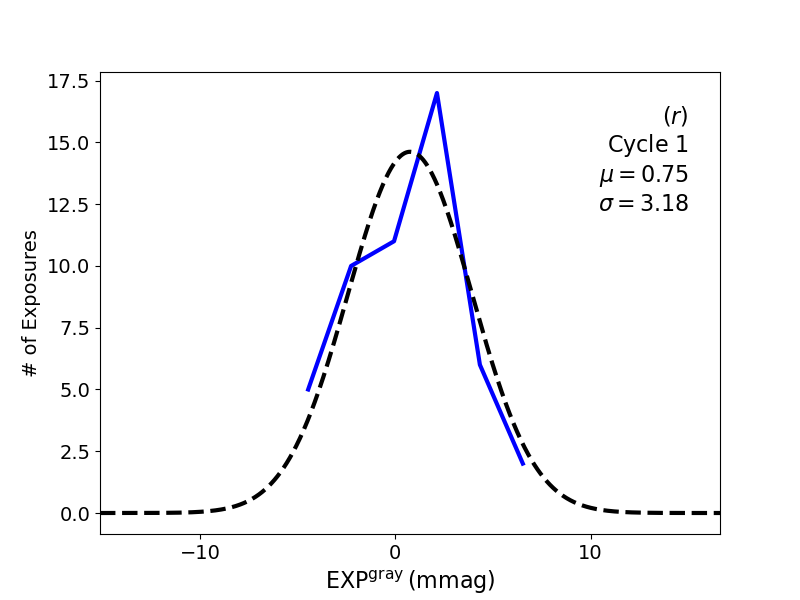 17.5
15.0
12.5
10.0
7.5
5.0
2.5
0.0
# of Exposures
(r)
Cycle 1
μ = 0.75
σ = 3.18
−10 0 10
EXP^gray (mmag)